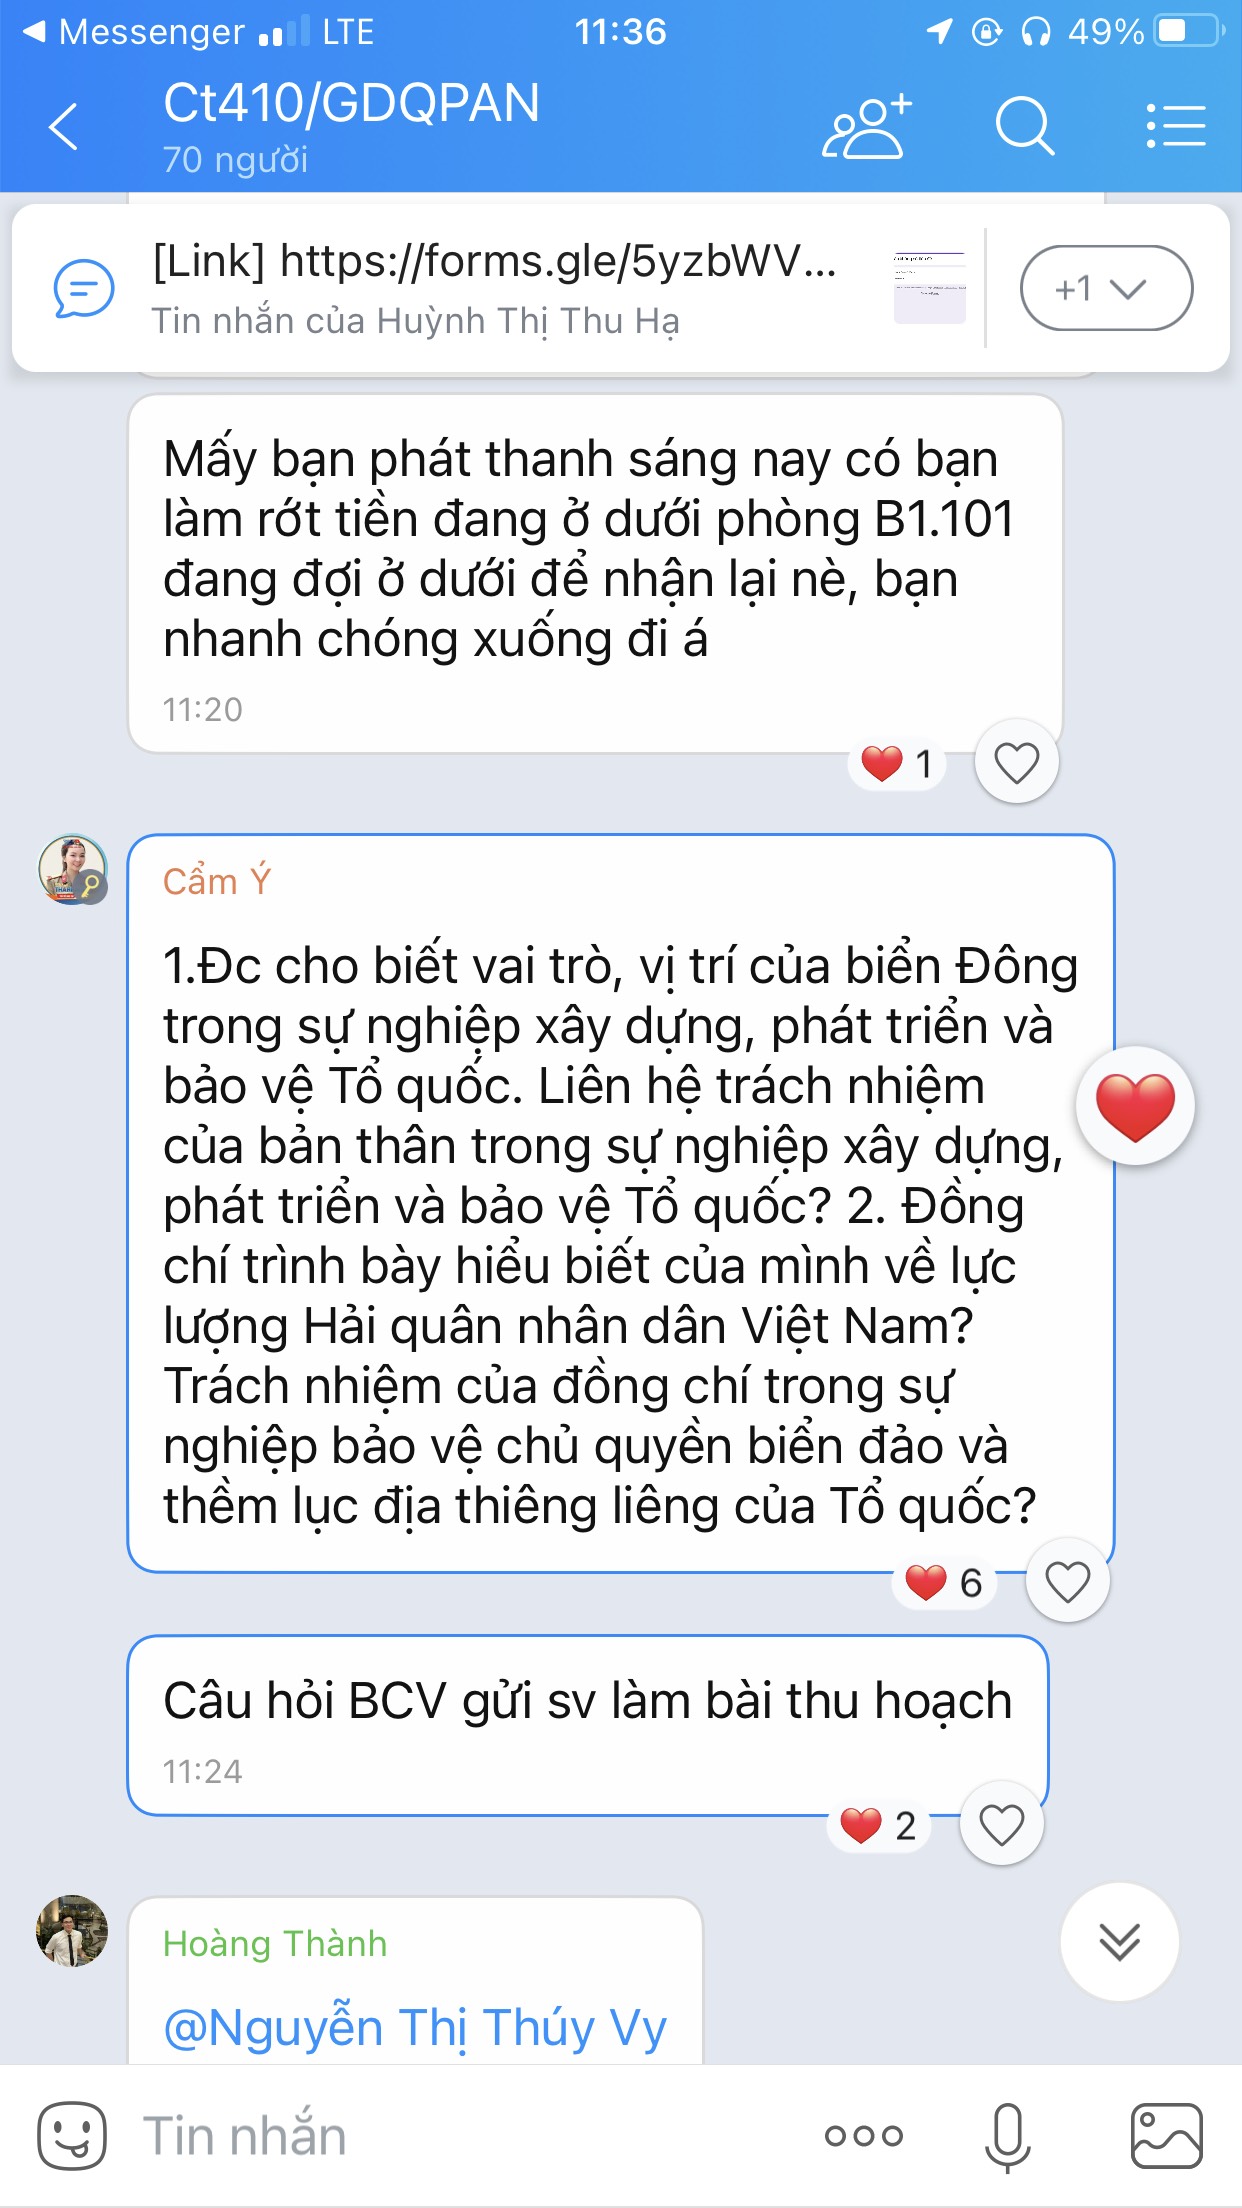 Messenger LTE 11:36 49%
Ct410/GDQPAN
70 người
[Link] https://forms.gle/5yzbWV...
Tin nhắn của Huỳnh Thị Thu Hạ
+1
Mấy bạn phát thanh sáng nay có bạn
làm rớt tiền đang ở dưới phòng B1.101
đang đợi ở dưới để nhận lại nè, bạn
nhanh chóng xuống đi á
11:20
1
Cẩm Ý
1.Đc cho biết vai trò, vị trí của biển Đông
trong sự nghiệp xây dựng, phát triển và
bảo vệ Tổ quốc. Liên hệ trách nhiệm
của bản thân trong sự nghiệp xây dựng,
phát triển và bảo vệ Tổ quốc? 2. Đồng
chí trình bày hiểu biết của mình về lực
lượng Hải quân nhân dân Việt Nam?
Trách nhiệm của đồng chí trong sự
nghiệp bảo vệ chủ quyền biển đảo và
thềm lục địa thiêng liêng của Tổ quốc?
6
Câu hỏi BCV gửi sv làm bài thu hoạch
11:24
2
Hoàng Thành
@Nguyễn Thị Thúy Vy
Tin nhắn